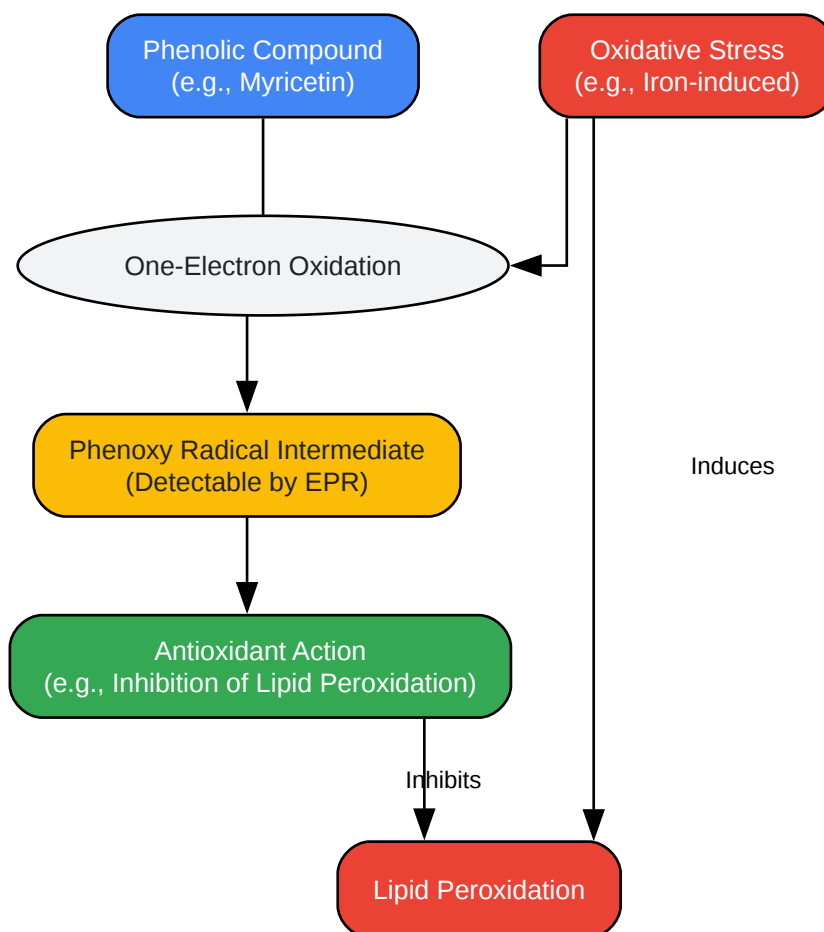 Phenolic Compound
(e.g., Myricetin)
Oxidative Stress
(e.g., Iron-induced)
One-Electron Oxidation
Phenoxy Radical Intermediate
(Detectable by EPR)
Induces
Antioxidant Action
(e.g., Inhibition of Lipid Peroxidation)
Inhibits
Lipid Peroxidation